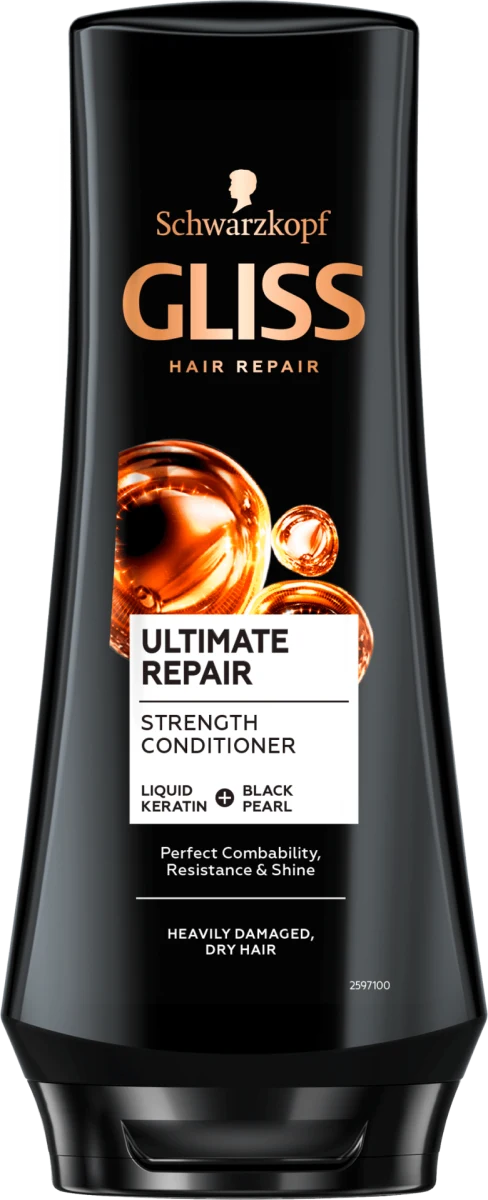 Schwarzkopf
GLISS
HAIR REPAIR
ULTIMATE
REPAIR
STRENGTH
CONDITIONER
LIQUID
KERATIN + BLACK
PEARL
Perfect Combability,
Resistance & Shine
HEAVILY DAMAGED,
DRY HAIR
2597100